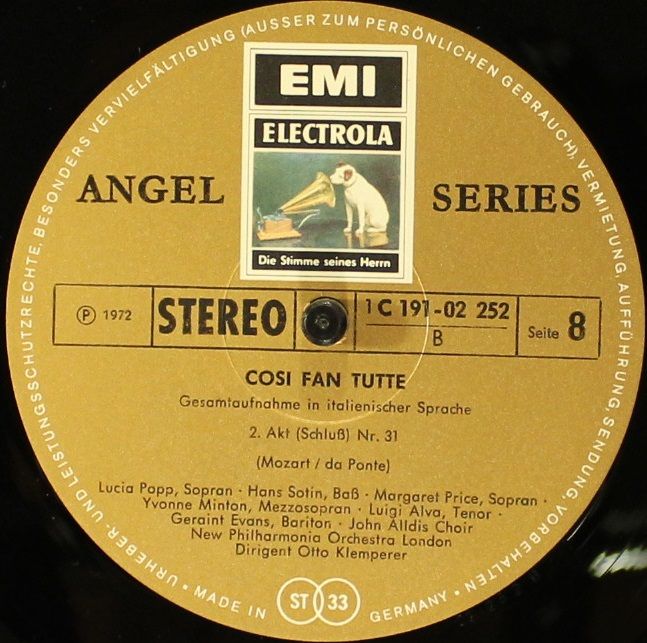 URHEBER- UND LEISTUNGSSCHUTZRECHTE, BESONDERS VERVIELFÄLTIGUNG (AUSSER ZUM PERSÖNLICHEN GEBRAUCH), VERMIETUNG, AUFFÜHRUNG, SENDUNG, VORBEHALTEN •
EMI
ELECTROLA
ANGEL SERIES
Die Stimme seines Herrn
Ⓟ 1972
STEREO
1 C 191-02 252
B
Seite 8
COSI FAN TUTTE
Gesamtaufnahme in italienischer Sprache
2. Akt (Schluß) Nr. 31
(Mozart / da Ponte)
Lucia Popp, Sopran · Hans Sotin, Baß · Margaret Price, Sopran ·
Yvonne Minton, Mezzosopran · Luigi Alva, Tenor ·
Geraint Evans, Bariton · John Alldis Choir
New Philharmonia Orchestra London
Dirigent Otto Klemperer
• MADE IN GERMANY
ST 33